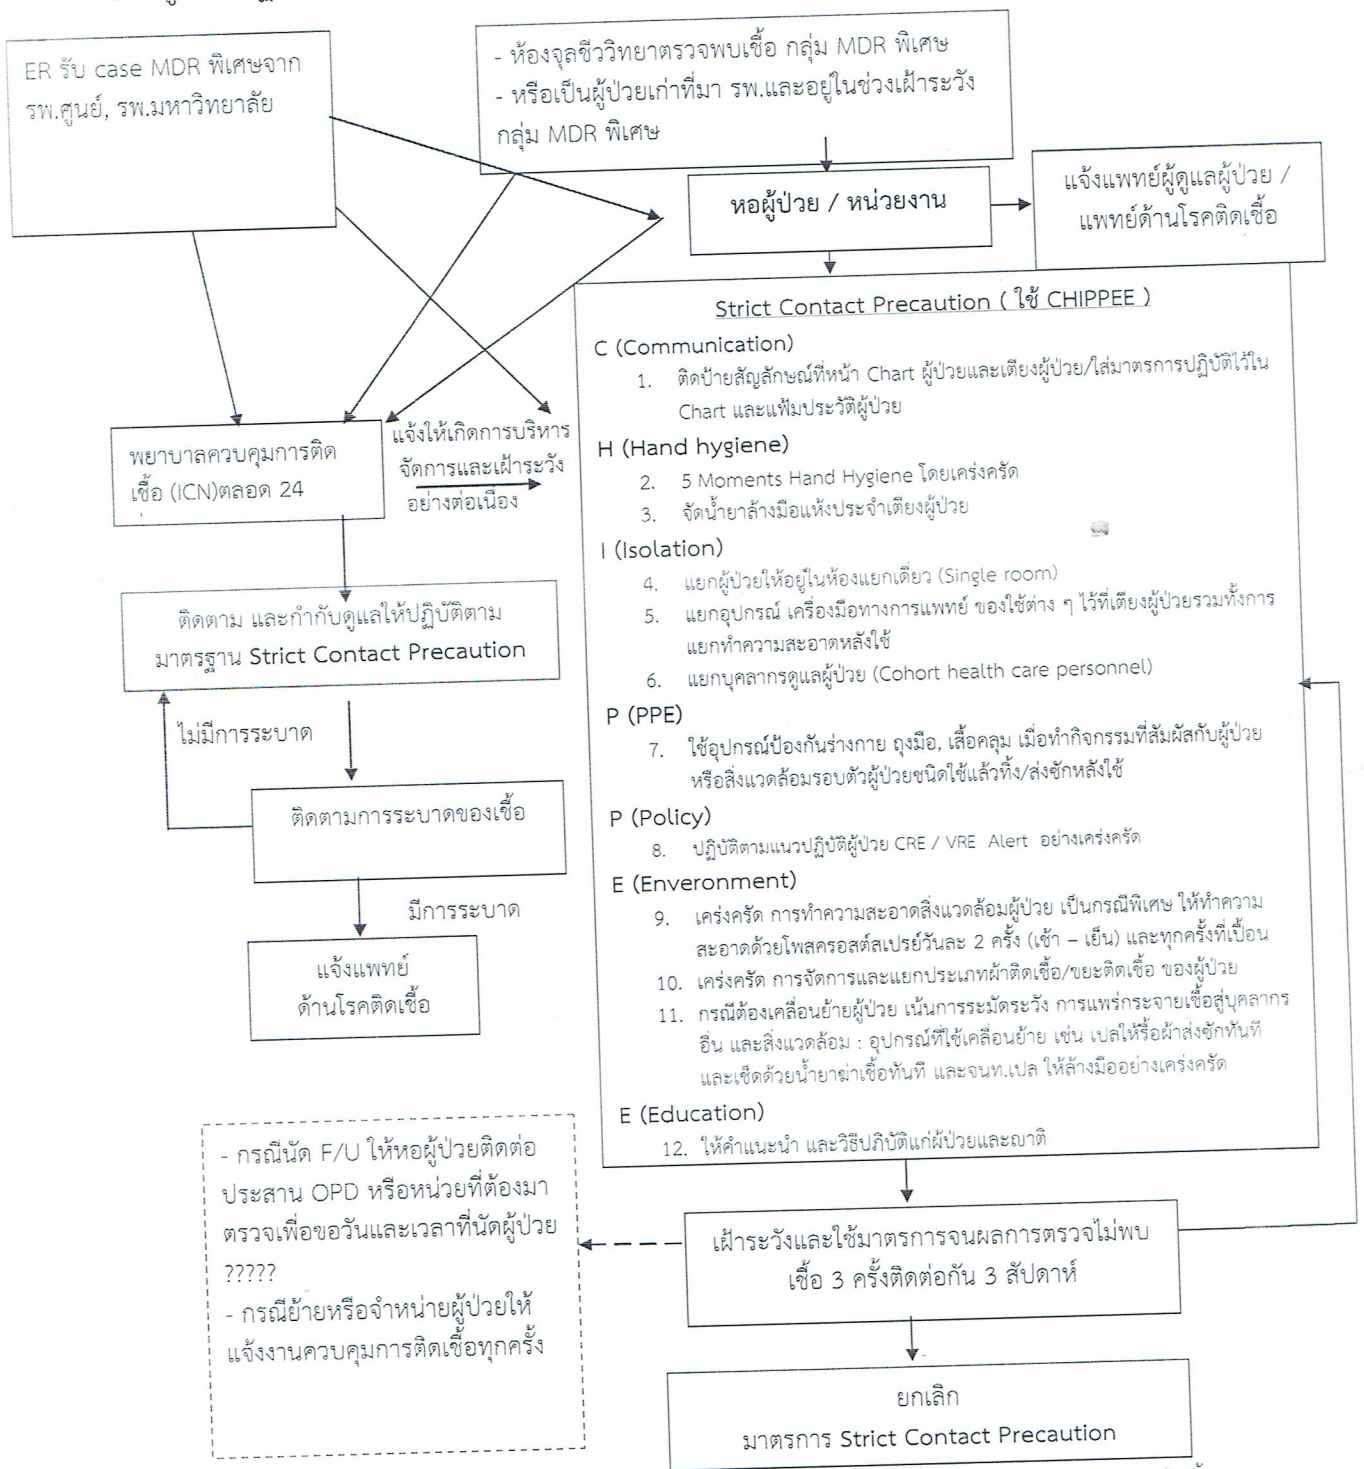 ER รับ case MDR พิเศษจาก
รพ.ศูนย์, รพ.มหาวิทยาลัย
- ห้องจุลชีววิทยาตรวจพบเชื้อ กลุ่ม MDR พิเศษ
- หรือเป็นผู้ป่วยเก่าที่มา รพ.และอยู่ในช่วงเฝ้าระวัง
กลุ่ม MDR พิเศษ
หอผู้ป่วย / หน่วยงาน
แจ้งแพทย์ผู้ดูแลผู้ป่วย /
แพทย์ด้านโรคติดเชื้อ
พยาบาลควบคุมการติด
เชื้อ (ICN)ตลอด 24
แจ้งให้เกิดการบริหาร
จัดการและเฝ้าระวัง
อย่างต่อเนื่อง
ติดตาม และกำกับดูแลให้ปฏิบัติตาม
มาตรฐาน Strict Contact Precaution
ไม่มีการระบาด
ติดตามการระบาดของเชื้อ
มีการระบาด
แจ้งแพทย์
ด้านโรคติดเชื้อ
Strict Contact Precaution ( ใช้ CHIPPEE )
C (Communication)
1. ติดป้ายสัญลักษณ์ที่หน้า Chart ผู้ป่วยและเตียงผู้ป่วย/ใส่มาตรการปฏิบัติไว้ใน
Chart และแฟ้มประวัติผู้ป่วย
H (Hand hygiene)
2. 5 Moments Hand Hygiene โดยเคร่งครัด
3. จัดน้ำยาล้างมือแห้งประจำเตียงผู้ป่วย
I (Isolation)
4. แยกผู้ป่วยให้อยู่ในห้องแยกเดี่ยว (Single room)
5. แยกอุปกรณ์ เครื่องมือทางการแพทย์ ของใช้ต่าง ๆ ไว้ที่เตียงผู้ป่วยรวมทั้งการ
แยกทำความสะอาดหลังใช้
6. แยกบุคลากรดูแลผู้ป่วย (Cohort health care personnel)
P (PPE)
7. ใช้อุปกรณ์ป้องกันร่างกาย ถุงมือ, เสื้อคลุม เมื่อทำกิจกรรมที่สัมผัสกับผู้ป่วย
หรือสิ่งแวดล้อมรอบตัวผู้ป่วยชนิดใช้แล้วทิ้ง/ส่งซักหลังใช้
P (Policy)
8. ปฏิบัติตามแนวปฏิบัติผู้ป่วย CRE / VRE Alert อย่างเคร่งครัด
E (Enveronment)
9. เคร่งครัด การทำความสะอาดสิ่งแวดล้อมผู้ป่วย เป็นกรณีพิเศษ ให้ทำความ
สะอาดด้วยโพสครอสต์สเปรย์วันละ 2 ครั้ง (เช้า – เย็น) และทุกครั้งที่เปื้อน
10. เคร่งครัด การจัดการและแยกประเภทผ้าติดเชื้อ/ขยะติดเชื้อ ของผู้ป่วย
11. กรณีต้องเคลื่อนย้ายผู้ป่วย เน้นการระมัดระวัง การแพร่กระจายเชื้อสู่บุคลากร
อื่น และสิ่งแวดล้อม : อุปกรณ์ที่ใช้เคลื่อนย้าย เช่น เปลให้รื้อผ้าส่งซักทันที
และเช็ดด้วยน้ำยาฆ่าเชื้อทันที และจนท.เปล ให้ล้างมืออย่างเคร่งครัด
E (Education)
12. ให้คำแนะนำ และวิธีปฏิบัติแก่ผู้ป่วยและญาติ
- กรณีนัด F/U ให้หอผู้ป่วยติดต่อ
ประสาน OPD หรือหน่วยที่ต้องมา
ตรวจเพื่อขอวันและเวลาที่นัดผู้ป่วย
?????
- กรณีย้ายหรือจำหน่ายผู้ป่วยให้
แจ้งงานควบคุมการติดเชื้อทุกครั้ง
เฝ้าระวังและใช้มาตรการจนผลการตรวจไม่พบ
เชื้อ 3 ครั้งติดต่อกัน 3 สัปดาห์
ยกเลิก
มาตรการ Strict Contact Precaution